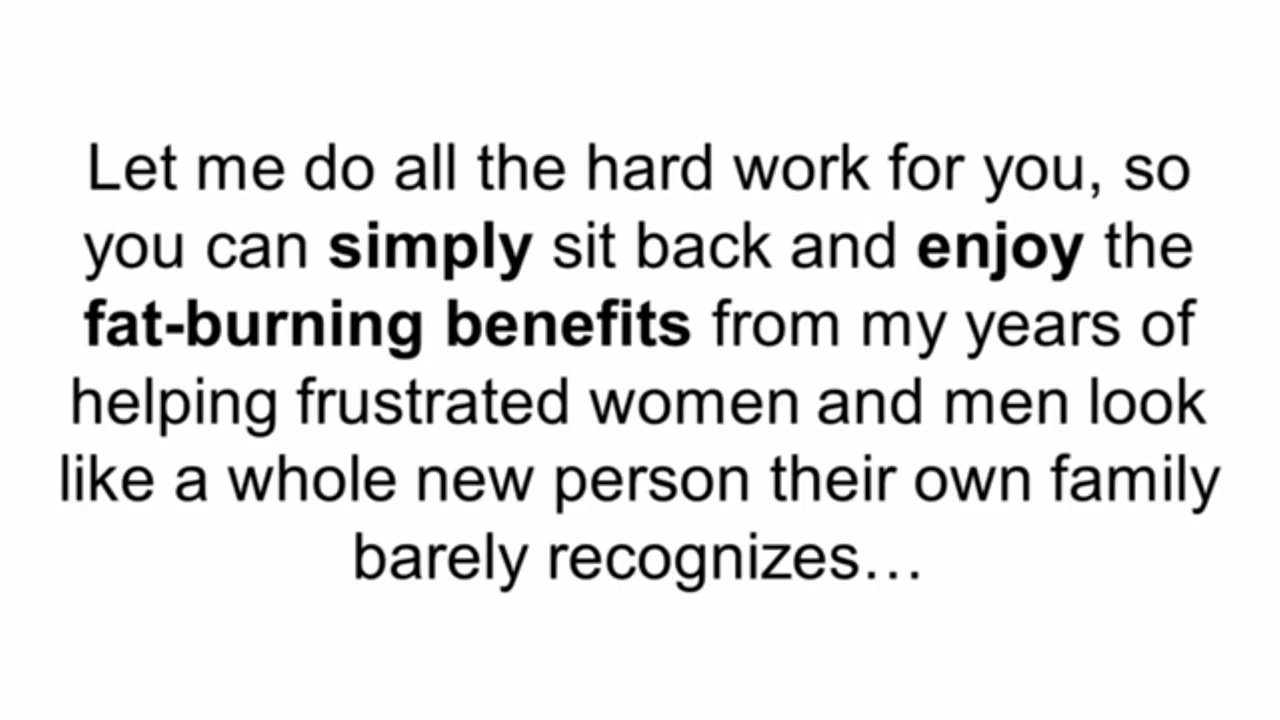 Let me do all the hard work for you, so
you can simply sit back and enjoy the
fat-burning benefits from my years of
helping frustrated women and men look
like a whole new person their own family
barely recognizes…